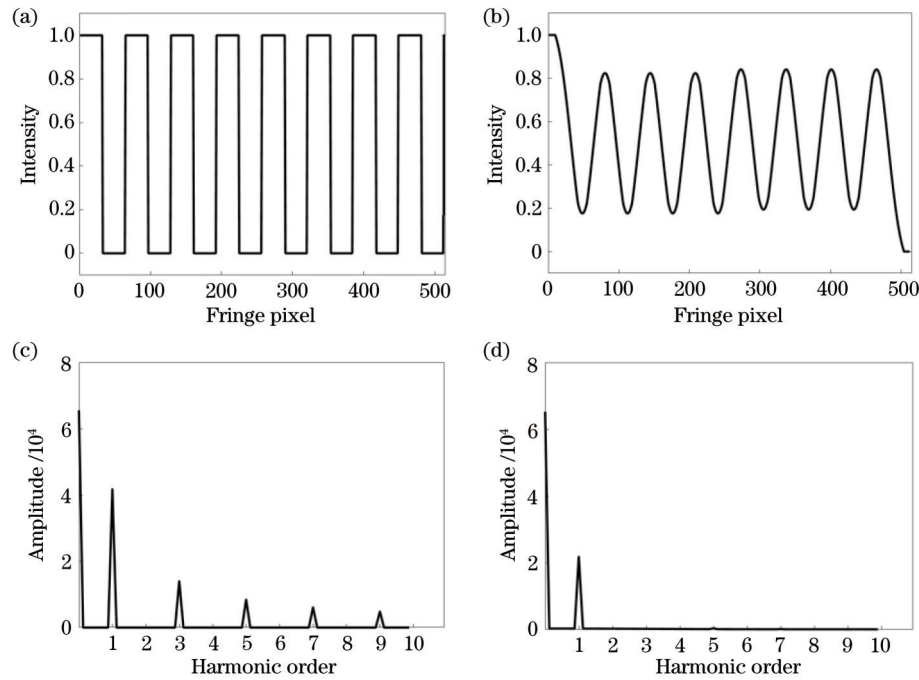 (a)
1.0
0.8
0.6
0.4
0.2
0
Intensity
0 100 200 300 400 500
Fringe pixel
(b)
1.0
0.8
0.6
0.4
0.2
0
Intensity
0 100 200 300 400 500
Fringe pixel
(c)
8
6
4
2
0
Amplitude /10⁴
1 2 3 4 5 6 7 8 9 10
Harmonic order
(d)
8
6
4
2
0
Amplitude /10⁴
1 2 3 4 5 6 7 8 9 10
Harmonic order